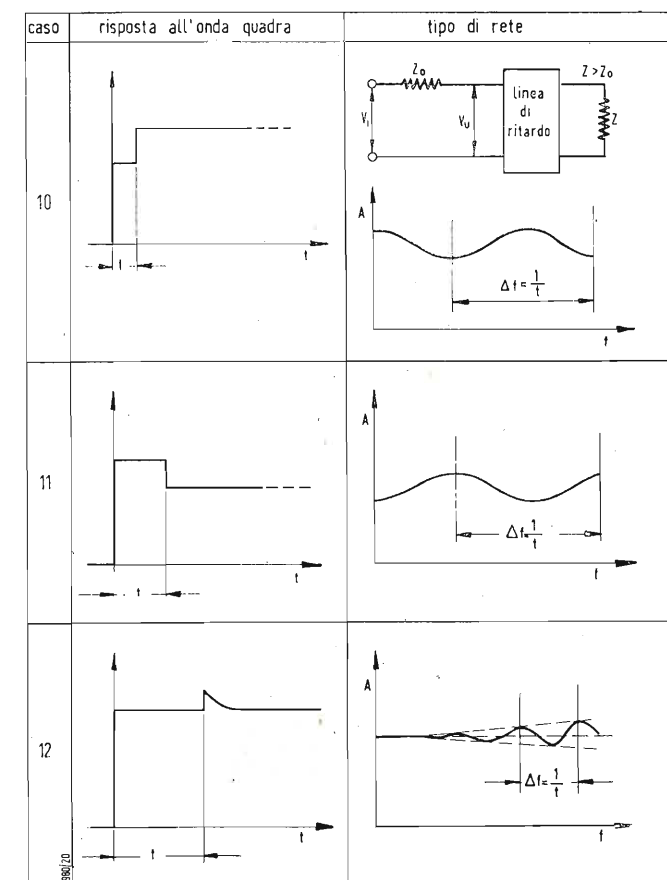 caso risposta all'onda quadra tipo di rete
10
t
t
Z₀
Z > Z₀
V₁
Vᵤ
linea
di
ritardo
Z
A
Δf = 1/t
f
11
t
t
A
Δf = 1/t
f
12
t
t
A
Δf = 1/t
f
980/20